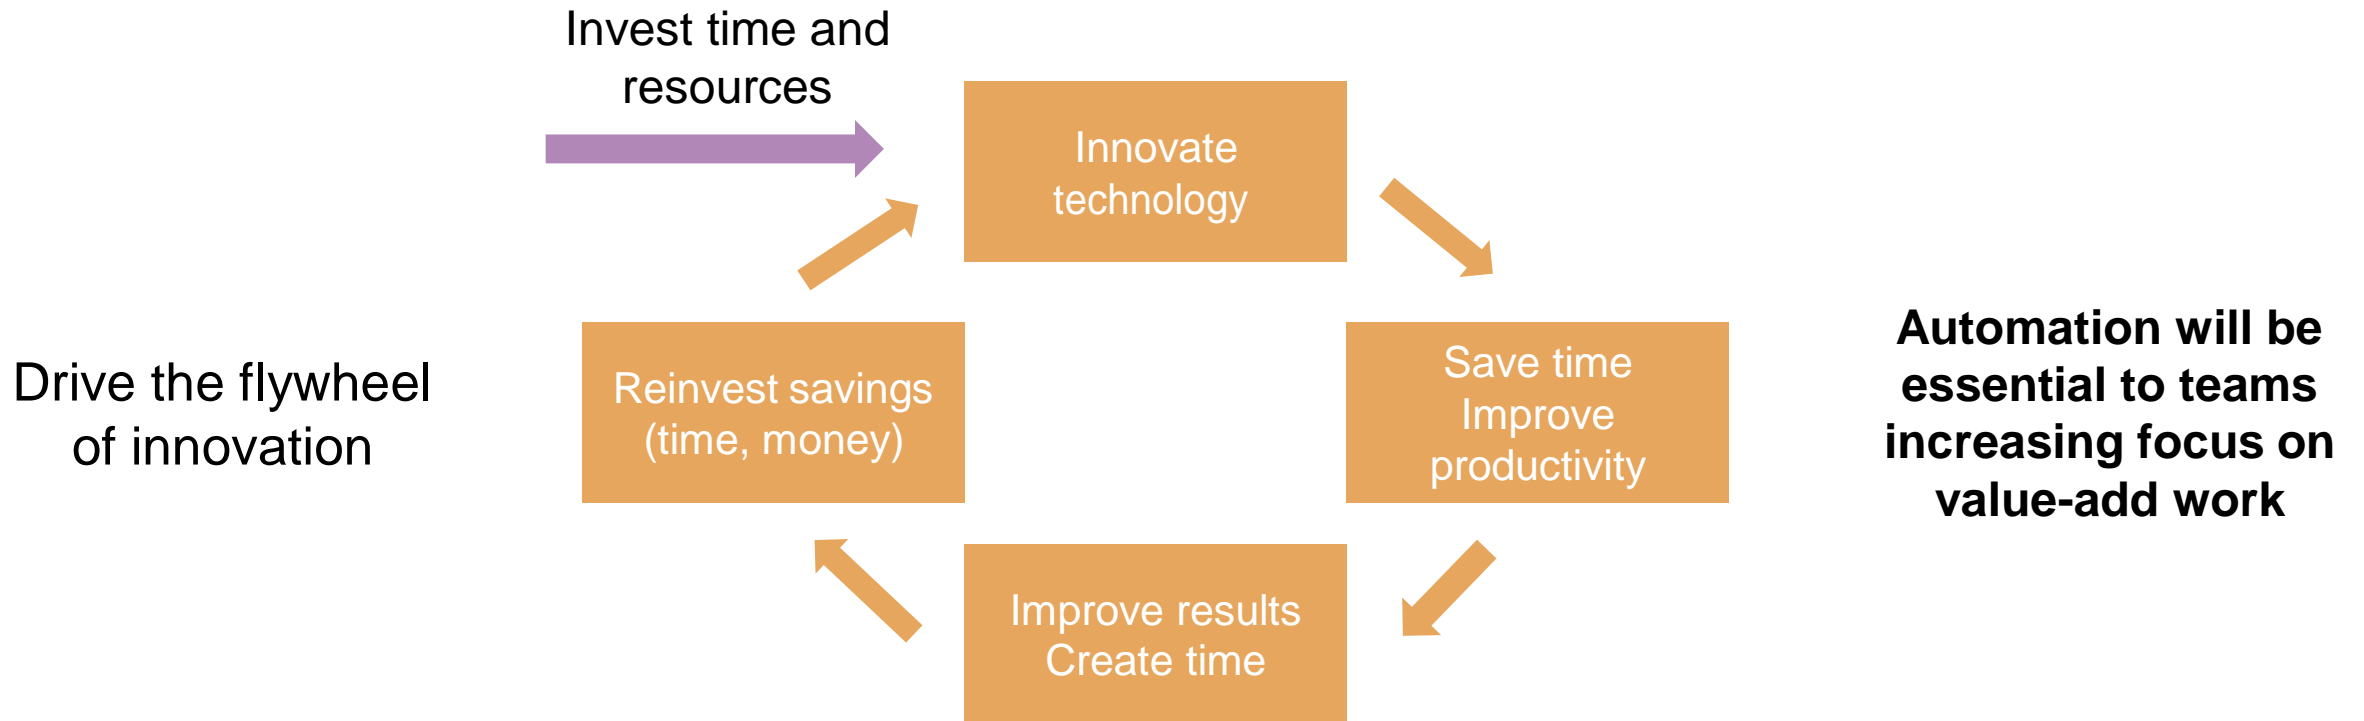 Invest time and
resources
Innovate
technology
Drive the flywheel
of innovation
Reinvest savings
(time, money)
Save time
Improve
productivity
Automation will be
essential to teams
increasing focus on
value-add work
Improve results
Create time